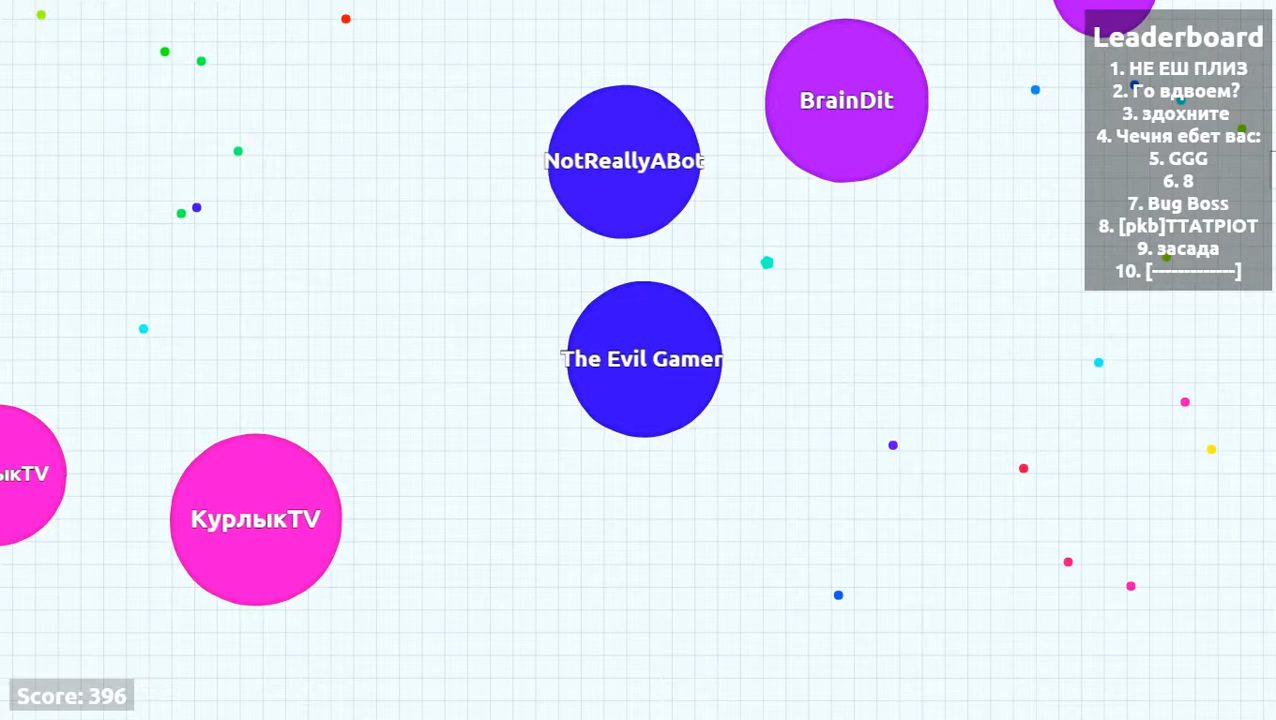 Leaderboard
1. НЕ ЕШ ПЛИЗ
2. Го вдвоем?
3. здохните
4. Чечня ебет вас:
5. GGG
6. 8
7. Bug Boss
8. [pkb]TTATPIOT
9. засада
10. [-------------]
BrainDit
NotReallyABot
The Evil Gamer
ыкTV
КурлыкTV
Score: 396